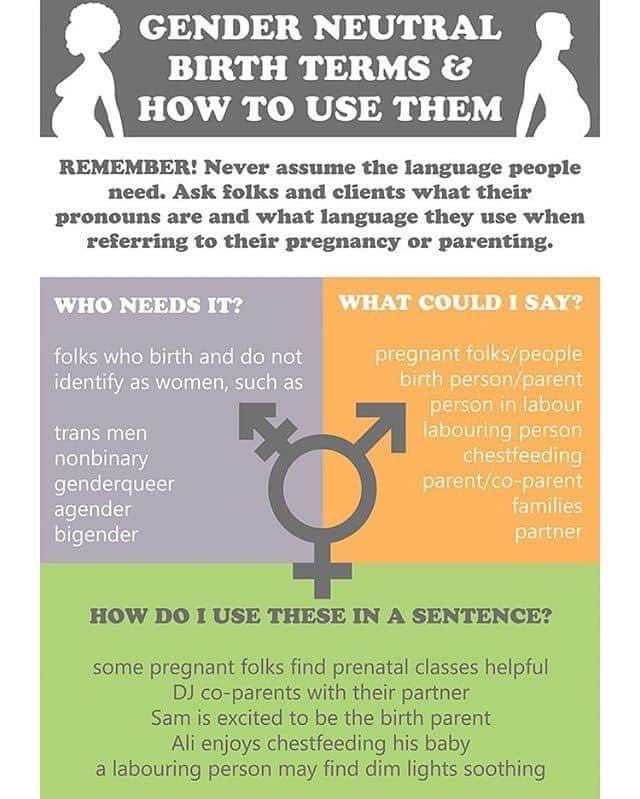 GENDER NEUTRAL
BIRTH TERMS &
HOW TO USE THEM
REMEMBER! Never assume the language people
need. Ask folks and clients what their
pronouns are and what language they use when
referring to their pregnancy or parenting.
WHO NEEDS IT?
folks who birth and do not
identify as women, such as
trans men
nonbinary
genderqueer
agender
bigender
WHAT COULD I SAY?
pregnant folks/people
birth person/parent
person in labour
labouring person
chestfeeding
parent/co-parent
families
partner
HOW DO I USE THESE IN A SENTENCE?
some pregnant folks find prenatal classes helpful
DJ co-parents with their partner
Sam is excited to be the birth parent
Ali enjoys chestfeeding his baby
a labouring person may find dim lights soothing